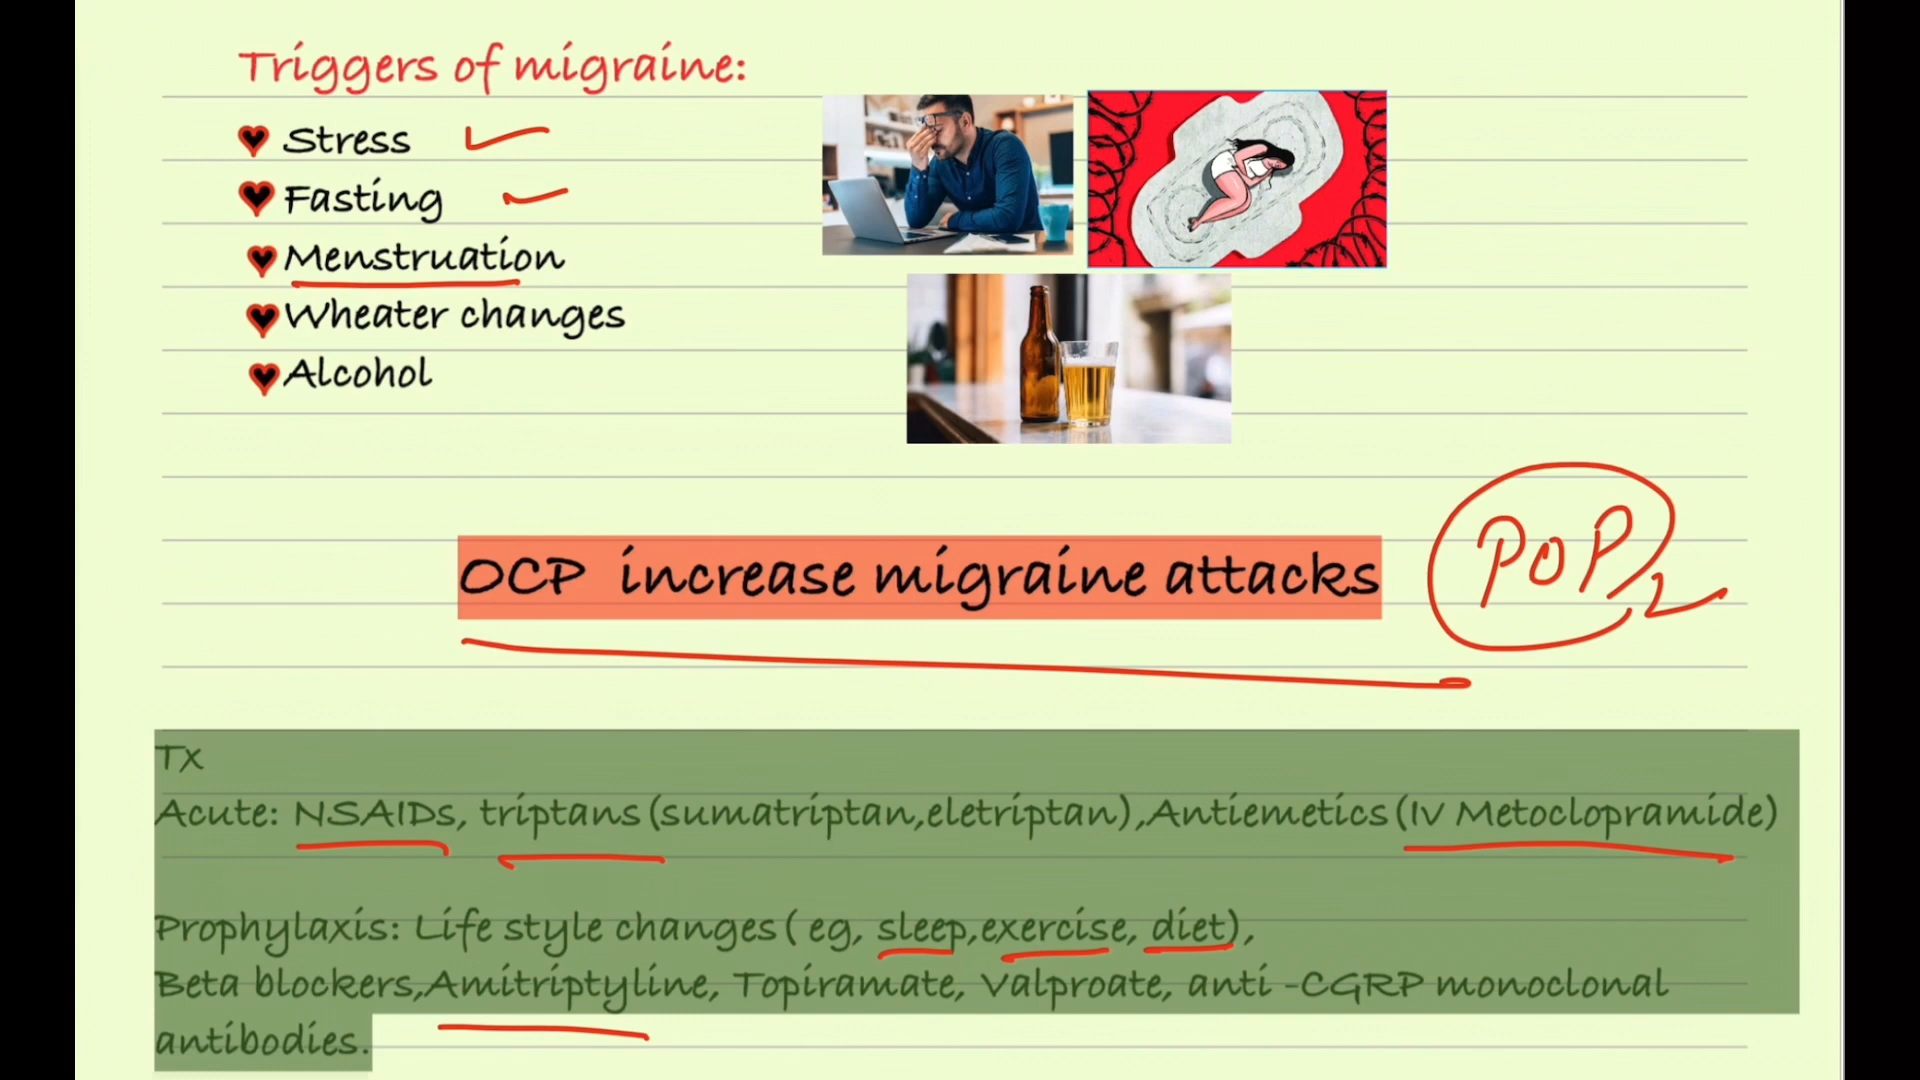 Triggers of migraine:
Stress
Fasting
Menstruation
Wheater changes
Alcohol
OCP increase migraine attacks
POP
Tx
Acute: NSAIDs, triptans(sumatriptan,eletriptan),Antiemetics(IV Metoclopramide)
Prophylaxis: Life style changes( eg, sleep,exercise, diet),
Beta blockers,Amitriptyline, Topiramate, Valproate, anti -CGRP monoclonal
antibodies.